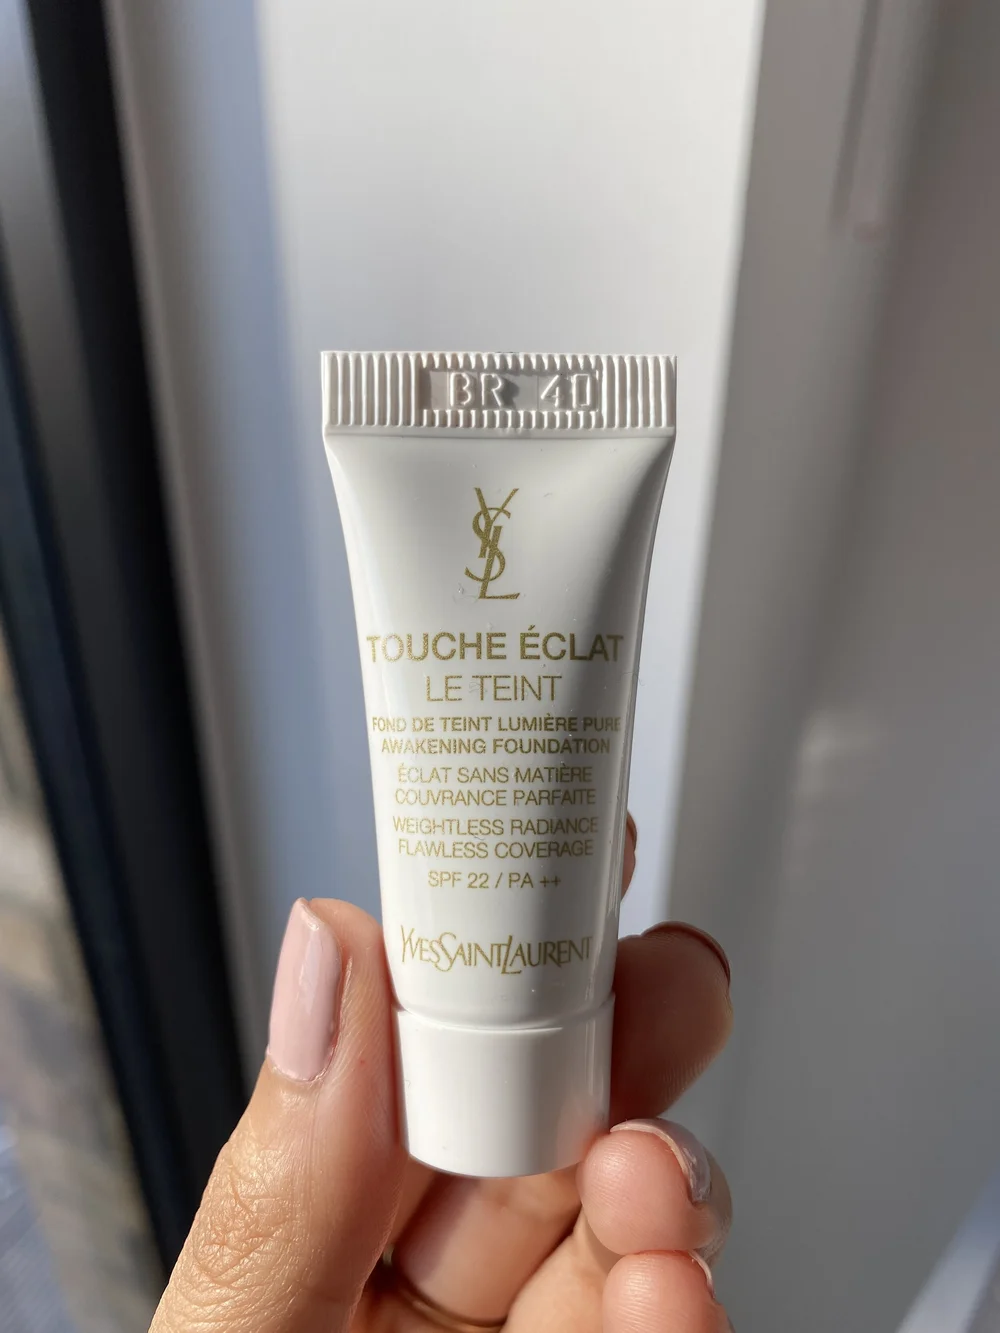 BR 40
YSL
TOUCHE ÉCLAT
LE TEINT
FOND DE TEINT LUMIÈRE PURE
AWAKENING FOUNDATION
ÉCLAT SANS MATIÈRE
COUVRANCE PARFAITE
WEIGHTLESS RADIANCE
FLAWLESS COVERAGE
SPF 22 / PA ++
YVESSAINTLAURENT